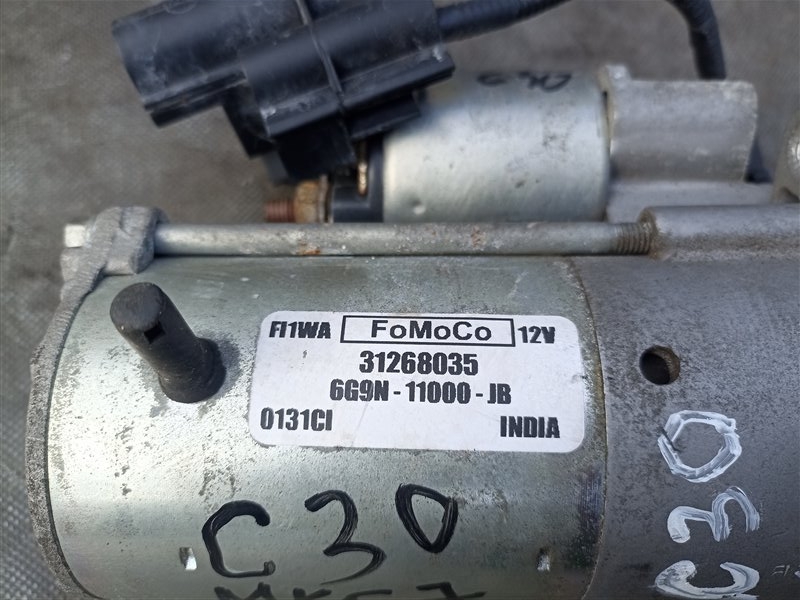 FI1WA FoMoCo 12V
31268035
6G9N - 11000 - JB
0131CI INDIA
C30
C30